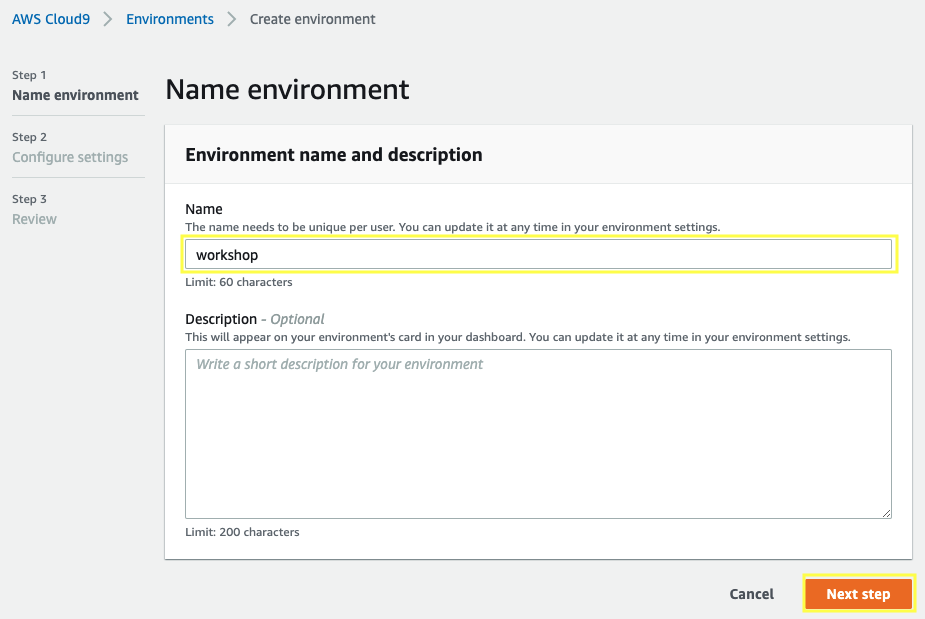 AWS Cloud9 > Environments > Create environment
Step 1
Name environment
Step 2
Configure settings
Step 3
Review
Name environment
Environment name and description
Name
The name needs to be unique per user. You can update it at any time in your environment settings.
workshop
Limit: 60 characters
Description - Optional
This will appear on your environment's card in your dashboard. You can update it at any time in your environment settings.
Write a short description for your environment
Limit: 200 characters
Cancel
Next step